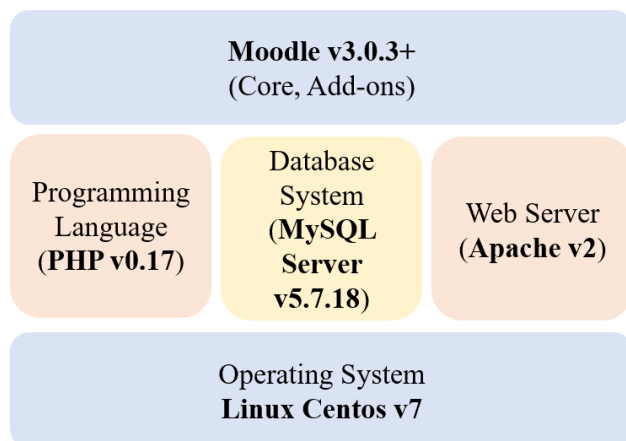 Moodle v3.0.3+
(Core, Add-ons)
Programming
Language
(PHP v0.17)
Database
System
(MySQL
Server
v5.7.18)
Web Server
(Apache v2)
Operating System
Linux Centos v7